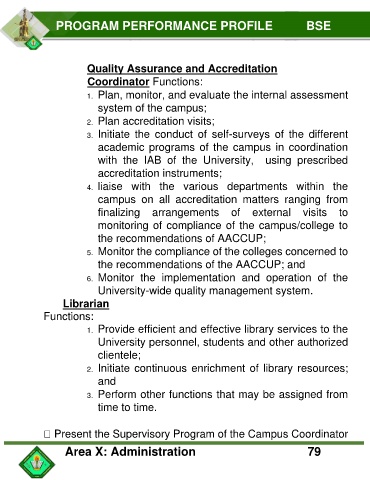 PROGRAM PERFORMANCE PROFILE BSE
Quality Assurance and Accreditation
Coordinator Functions:
1. Plan, monitor, and evaluate the internal assessment
system of the campus;
2. Plan accreditation visits;
3. Initiate the conduct of self-surveys of the different
academic programs of the campus in coordination
with the IAB of the University, using prescribed
accreditation instruments;
4. liaise with the various departments within the
campus on all accreditation matters ranging from
finalizing arrangements of external visits to
monitoring of compliance of the campus/college to
the recommendations of AACCUP;
5. Monitor the compliance of the colleges concerned to
the recommendations of the AACCUP; and
6. Monitor the implementation and operation of the
University-wide quality management system.
Librarian
Functions:
1. Provide efficient and effective library services to the
University personnel, students and other authorized
clientele;
2. Initiate continuous enrichment of library resources;
and
3. Perform other functions that may be assigned from
time to time.
Present the Supervisory Program of the Campus Coordinator
Area X: Administration 79